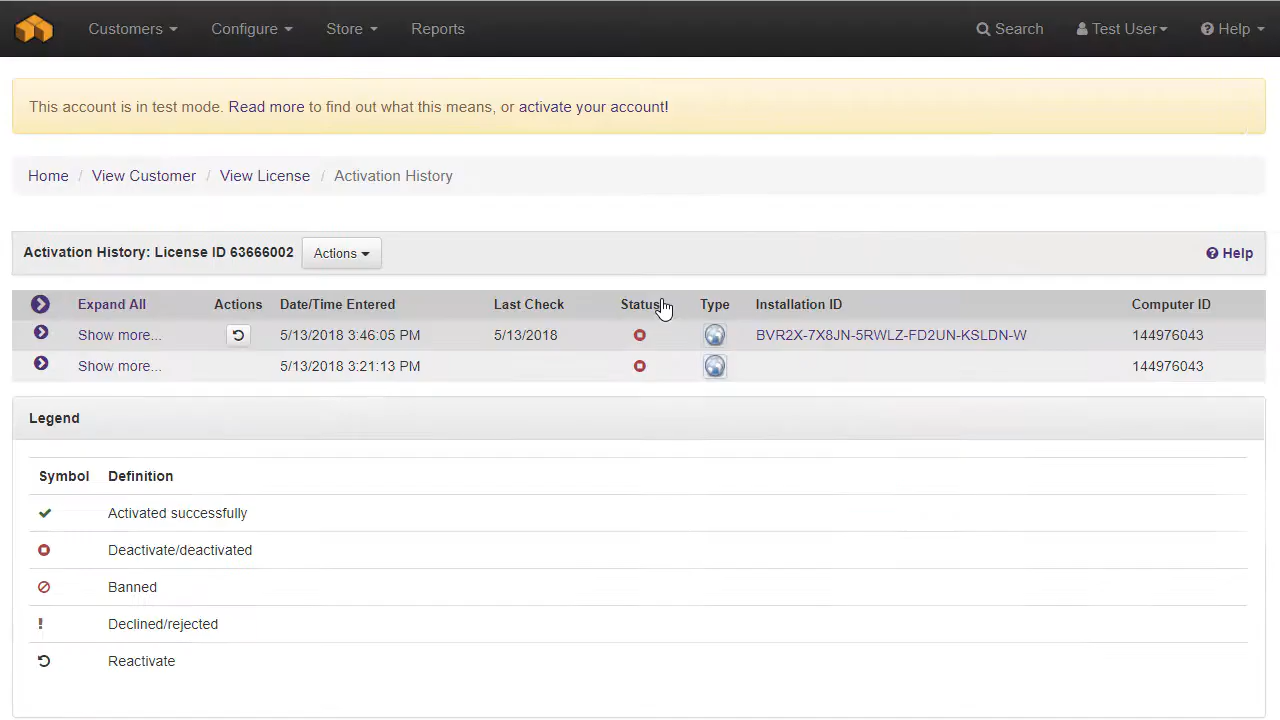 Customers Configure Store Reports Search Test User Help
This account is in test mode. Read more to find out what this means, or activate your account!
Home / View Customer / View License / Activation History
Activation History: License ID 63666002 Actions Help
Expand All Actions Date/Time Entered Last Check Status Type Installation ID Computer ID
Show more... 5/13/2018 3:46:05 PM 5/13/2018 BVR2X-7X8JN-5RWLZ-FD2UN-KSLDN-W 144976043
Show more... 5/13/2018 3:21:13 PM 144976043
Legend
Symbol Definition
Activated successfully
Deactivate/deactivated
Banned
Declined/rejected
Reactivate